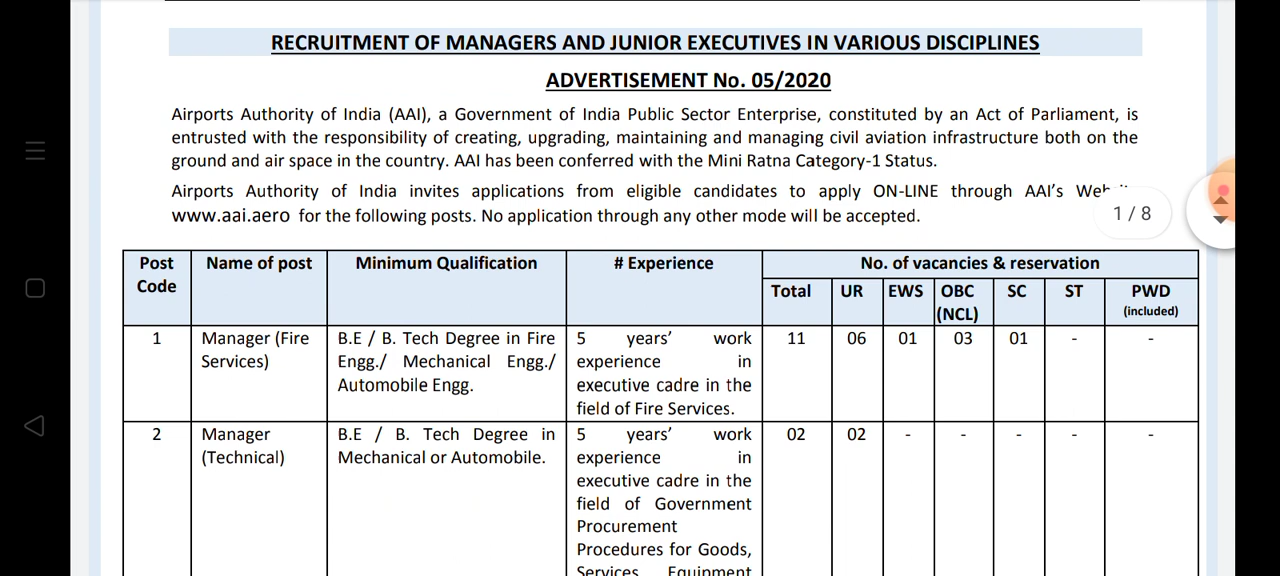 RECRUITMENT OF MANAGERS AND JUNIOR EXECUTIVES IN VARIOUS DISCIPLINES
ADVERTISEMENT No. 05/2020
Airports Authority of India (AAI), a Government of India Public Sector Enterprise, constituted by an Act of Parliament, is
entrusted with the responsibility of creating, upgrading, maintaining and managing civil aviation infrastructure both on the
ground and air space in the country. AAI has been conferred with the Mini Ratna Category-1 Status.
Airports Authority of India invites applications from eligible candidates to apply ON-LINE through AAI's
www.aai.aero for the following posts. No application through any other mode will be accepted.
1 / 8
Post Code Name of post Minimum Qualification # Experience No. of vacancies & reservation
Total UR EWS OBC (NCL) SC ST PWD (included)
1 Manager (Fire B.E / B. Tech Degree in Fire 5 years' work 11 06 01 03 01 - -
Services) Engg./ Mechanical Engg./ experience in
Automobile Engg. executive cadre in the
field of Fire Services.
2 Manager B.E / B. Tech Degree in 5 years' work 02 02 - - - - -
(Technical) Mechanical or Automobile. experience in
executive cadre in the
field of Government
Procurement
Procedures for Goods,
Services Equipment